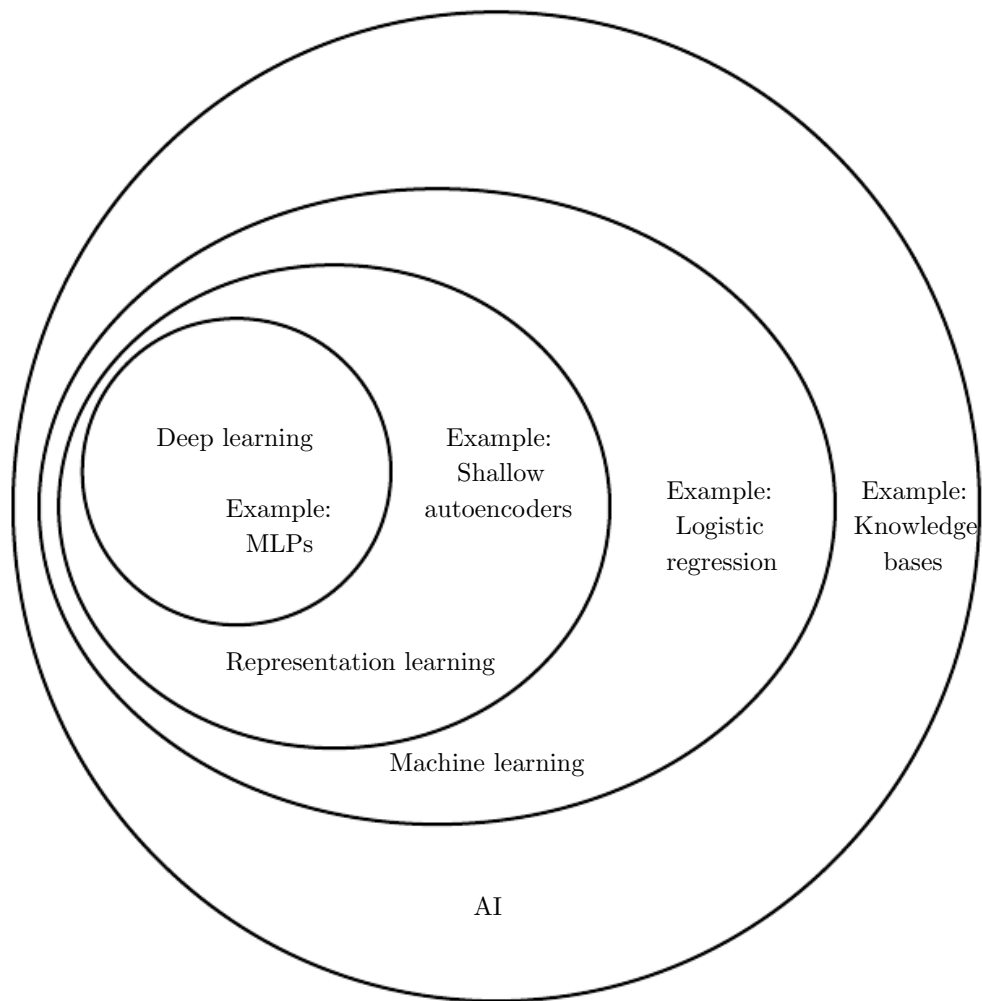 Deep learning
Example:
MLPs
Example:
Shallow
autoencoders
Example:
Logistic
regression
Example:
Knowledge
bases
Representation learning
Machine learning
AI